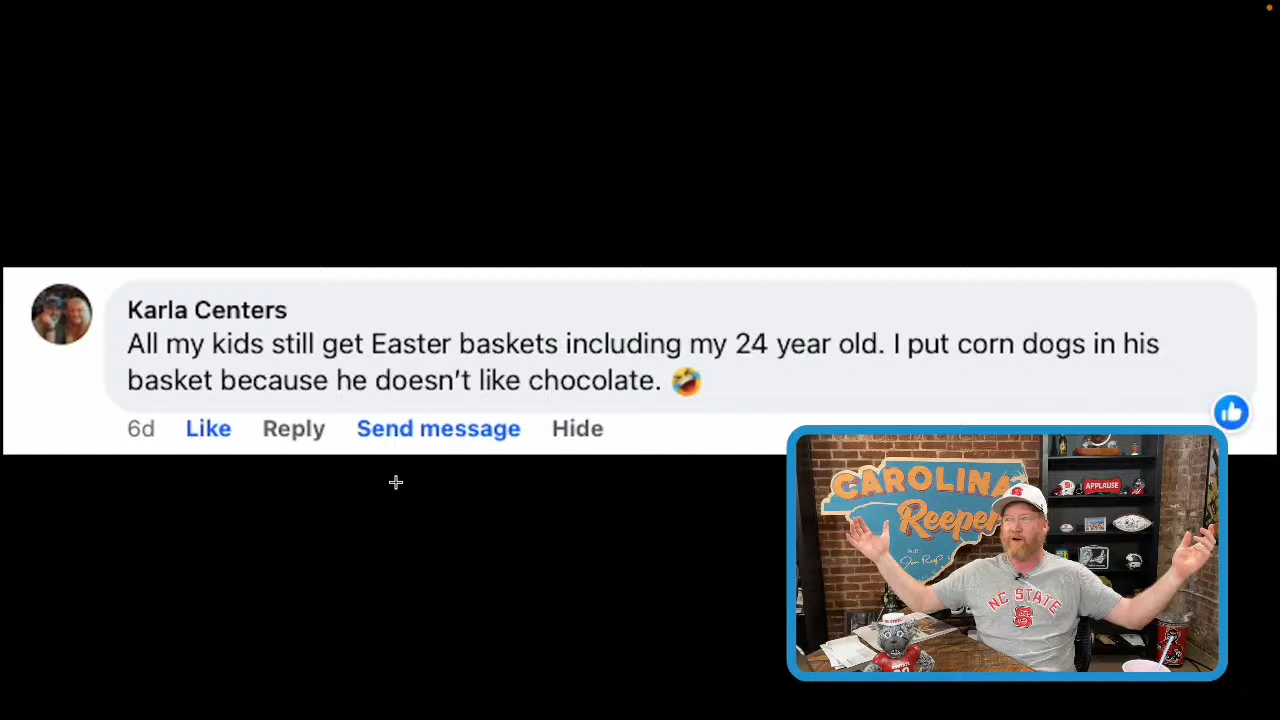 Karla Centers
All my kids still get Easter baskets including my 24 year old. I put corn dogs in his
basket because he doesn't like chocolate. 🤣
6d Like Reply Send message Hide
CAROLINA
Reeper
APPLAUSE
NC STATE